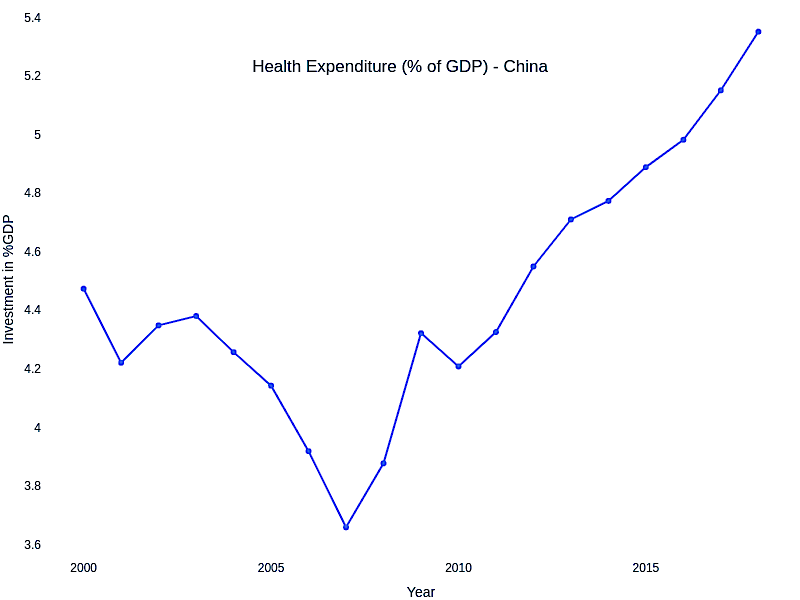 Health Expenditure (% of GDP) - China
Investment in %GDP
5.4
5.2
5
4.8
4.6
4.4
4.2
4
3.8
3.6
2000 2005 2010 2015
Year